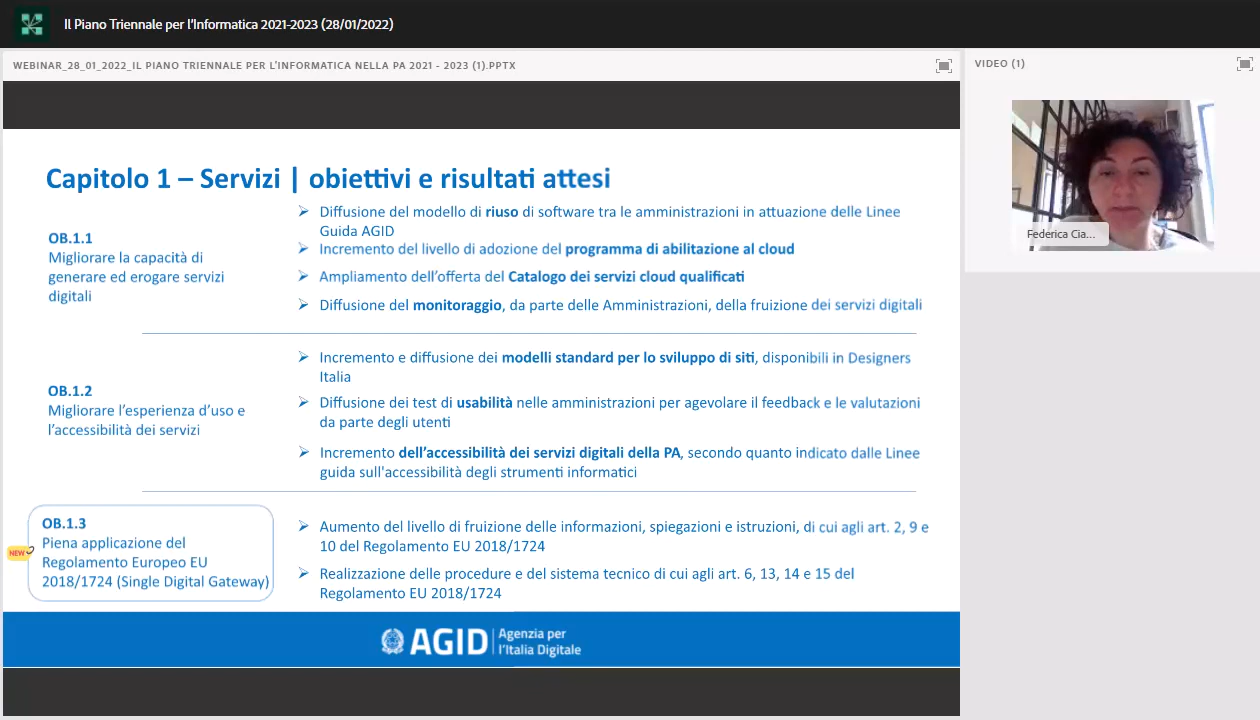 Il Piano Triennale per l'Informatica 2021-2023 (28/01/2022)
WEBINAR_28_01_2022_IL PIANO TRIENNALE PER L'INFORMATICA NELLA PA 2021 - 2023 (1).PPTX
VIDEO (1)
Federica Cia...
Capitolo 1 – Servizi | obiettivi e risultati attesi
OB.1.1
Migliorare la capacità di
generare ed erogare servizi
digitali
➢ Diffusione del modello di riuso di software tra le amministrazioni in attuazione delle Linee
Guida AGID
➢ Incremento del livello di adozione del programma di abilitazione al cloud
➢ Ampliamento dell'offerta del Catalogo dei servizi cloud qualificati
➢ Diffusione del monitoraggio, da parte delle Amministrazioni, della fruizione dei servizi digitali
OB.1.2
Migliorare l'esperienza d'uso e
l'accessibilità dei servizi
➢ Incremento e diffusione dei modelli standard per lo sviluppo di siti, disponibili in Designers
Italia
➢ Diffusione dei test di usabilità nelle amministrazioni per agevolare il feedback e le valutazioni
da parte degli utenti
➢ Incremento dell'accessibilità dei servizi digitali della PA, secondo quanto indicato dalle Linee
guida sull'accessibilità degli strumenti informatici
NEW
OB.1.3
Piena applicazione del
Regolamento Europeo EU
2018/1724 (Single Digital Gateway)
➢ Aumento del livello di fruizione delle informazioni, spiegazioni e istruzioni, di cui agli art. 2, 9 e
10 del Regolamento EU 2018/1724
➢ Realizzazione delle procedure e del sistema tecnico di cui agli art. 6, 13, 14 e 15 del
Regolamento EU 2018/1724
AGID
Agenzia per
l'Italia Digitale